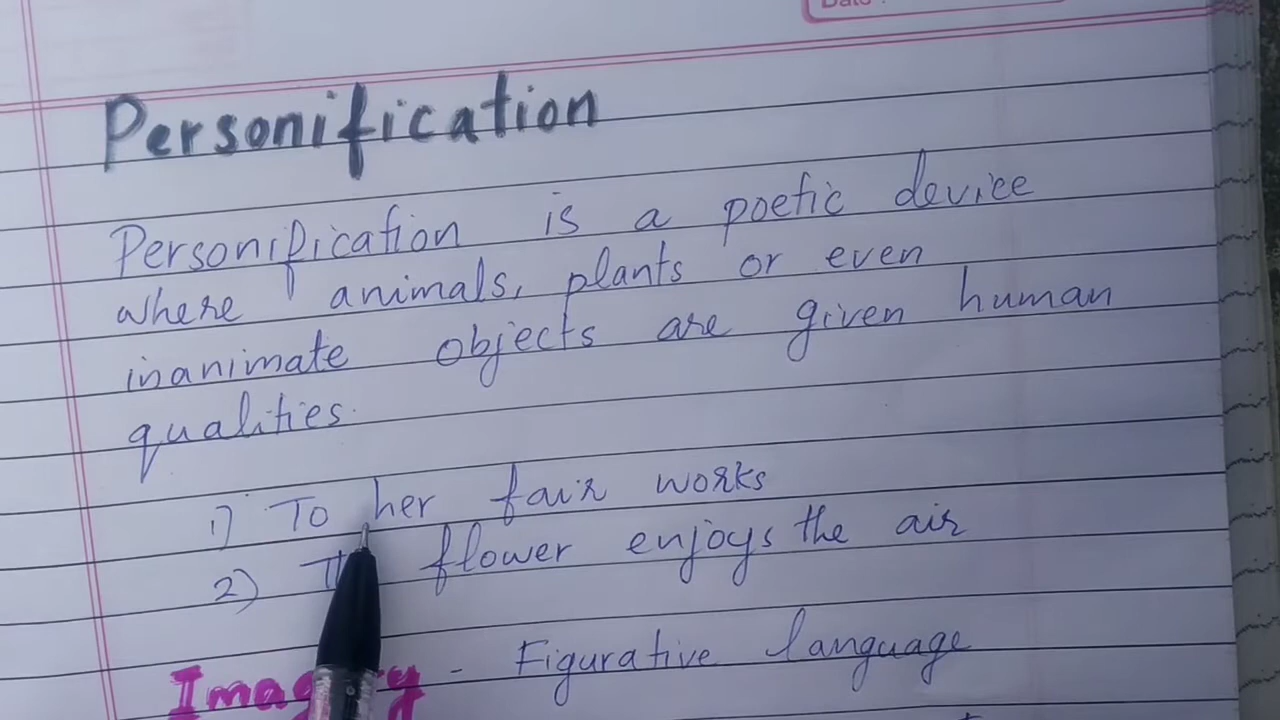 Date :
Personification
Personification is a poetic device
where animals, plants or even
inanimate objects are given human
qualities.
1) To her fair works
2) flower enjoys the air
- Figurative language